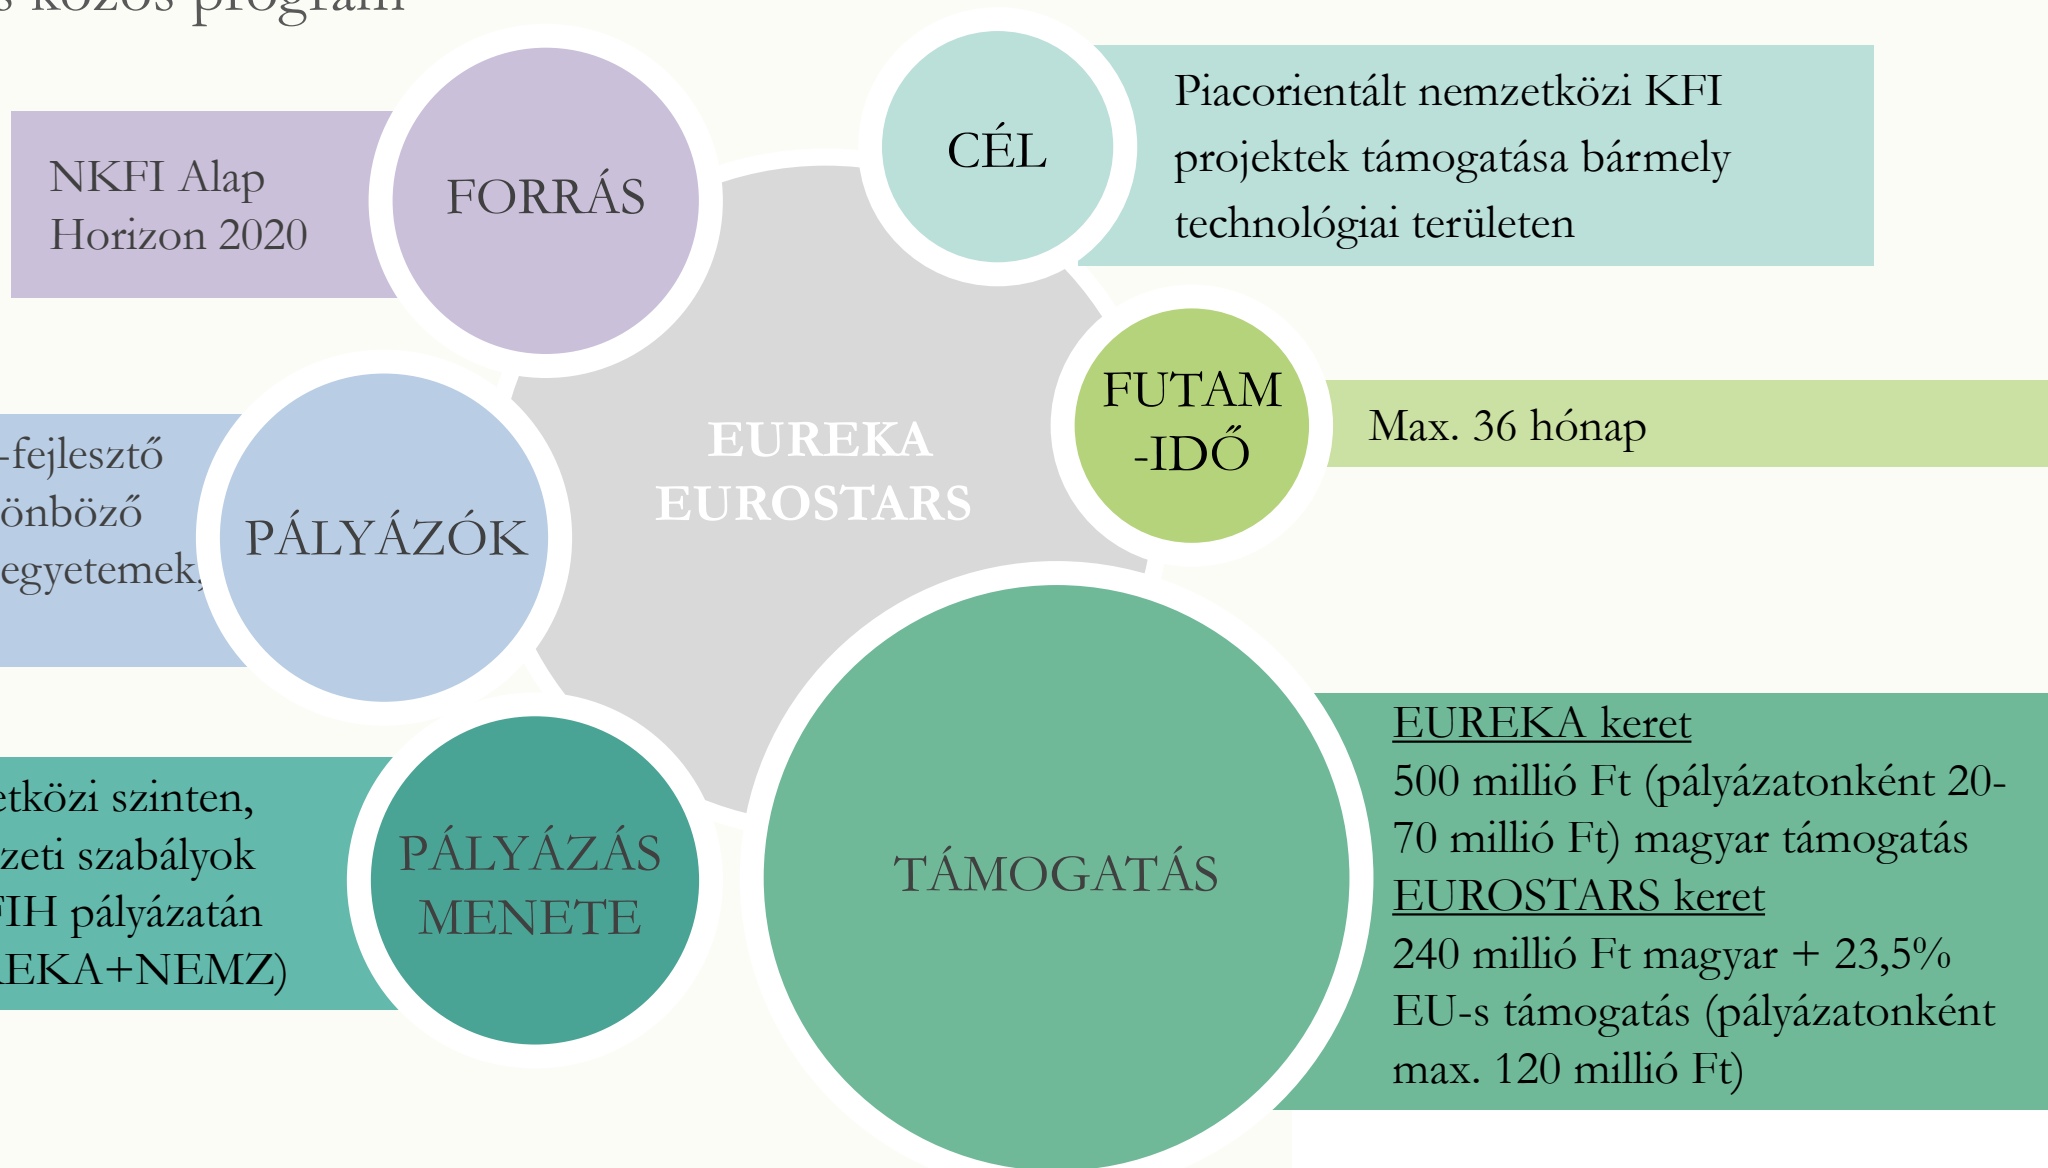 közös program
CÉL
Piacorientált nemzetközi KFI
projektek támogatása bármely
technológiai területen
FORRÁS
NKFI Alap
Horizon 2020
FUTAM
-IDŐ
Max. 36 hónap
EUREKA
EUROSTARS
PÁLYÁZÓK
-fejlesztő
önböző
egyetemek,
TÁMOGATÁS
EUREKA keret
500 millió Ft (pályázatonként 20-
70 millió Ft) magyar támogatás
EUROSTARS keret
240 millió Ft magyar + 23,5%
EU-s támogatás (pályázatonként
max. 120 millió Ft)
PÁLYÁZÁS
MENETE
etközi szinten,
zeti szabályok
FIH pályázatán
REKA+NEMZ)